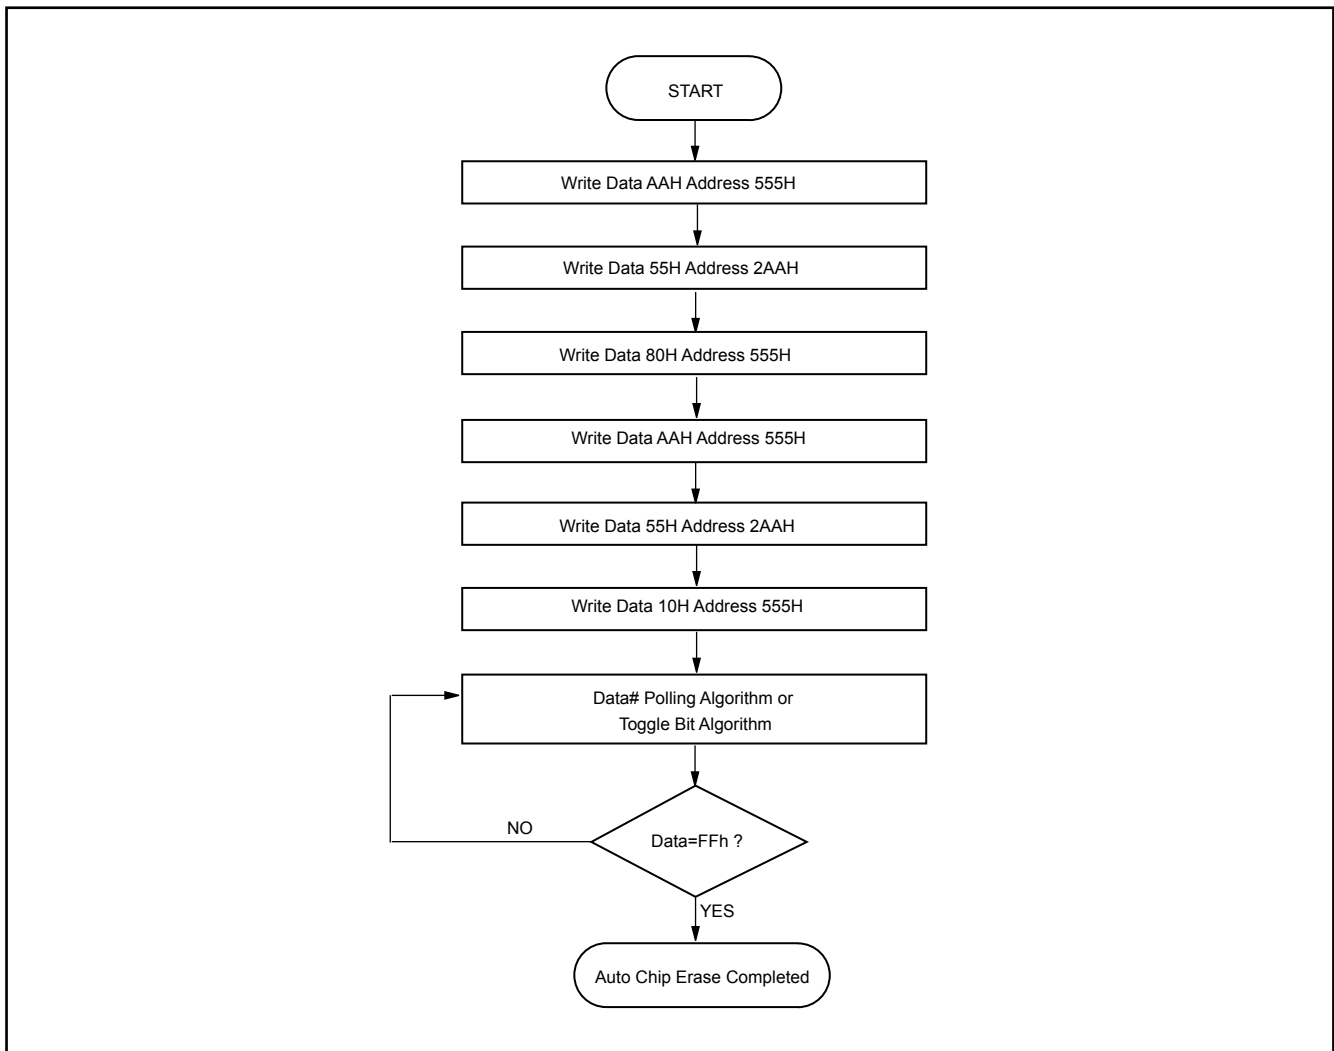 START
Write Data AAH Address 555H
Write Data 55H Address 2AAH
Write Data 80H Address 555H
Write Data AAH Address 555H
Write Data 55H Address 2AAH
Write Data 10H Address 555H
Data# Polling Algorithm or
Toggle Bit Algorithm
NO
Data=FFh ?
YES
Auto Chip Erase Completed